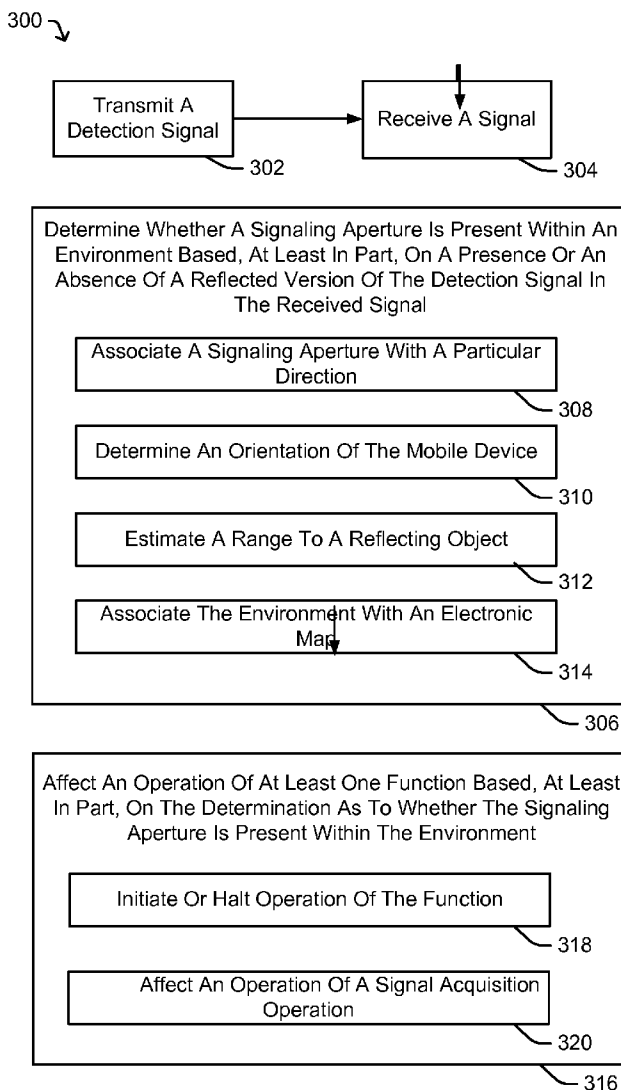 300
Transmit A
Detection Signal
302
Receive A Signal
304
Determine Whether A Signaling Aperture Is Present Within An
Environment Based, At Least In Part, On A Presence Or An
Absence Of A Reflected Version Of The Detection Signal In
The Received Signal
Associate A Signaling Aperture With A Particular
Direction
308
Determine An Orientation Of The Mobile Device
310
Estimate A Range To A Reflecting Object
312
Associate The Environment With An Electronic
Map
314
306
Affect An Operation Of At Least One Function Based, At Least
In Part, On The Determination As To Whether The Signaling
Aperture Is Present Within The Environment
Initiate Or Halt Operation Of The Function
318
Affect An Operation Of A Signal Acquisition
Operation
320
316